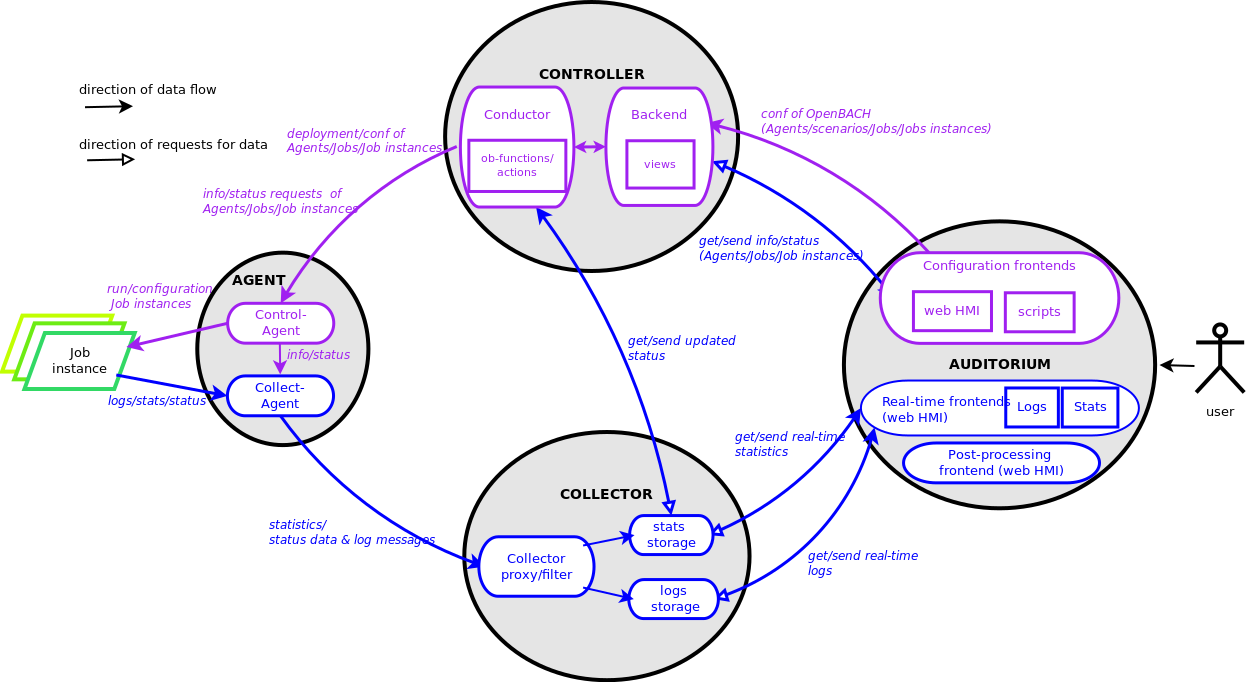 CONTROLLER
direction of data flow
direction of requests for data
Conductor
ob-functions/
actions
Backend
views
conf of OpenBACH
(Agents/scenarios/Jobs/Jobs instances)
deployment/conf of
Agents/Jobs/Job instances
info/status requests of
Agents/Jobs/Job instances
get/send info/status
(Agents/Jobs/Job instances)
AGENT
run/configuration
Job instances
Control-
Agent
info/status
Collect-
Agent
Job
instance
logs/stats/status
Configuration frontends
web HMI
scripts
AUDITORIUM
Real-time frontends
(web HMI)
Logs
Stats
Post-processing
frontend (web HMI)
user
get/send updated
status
get/send real-time
statistics
get/send real-time
logs
COLLECTOR
statistics/
status data & log messages
Collector
proxy/filter
stats
storage
logs
storage